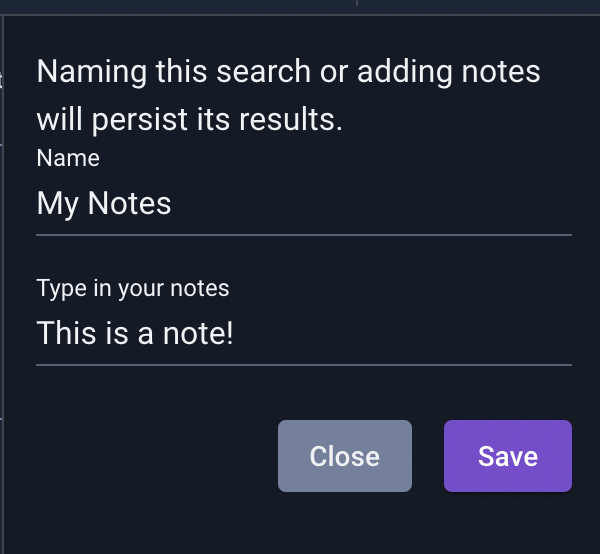 Naming this search or adding notes
will persist its results.
Name
My Notes
Type in your notes
This is a note!
Close Save